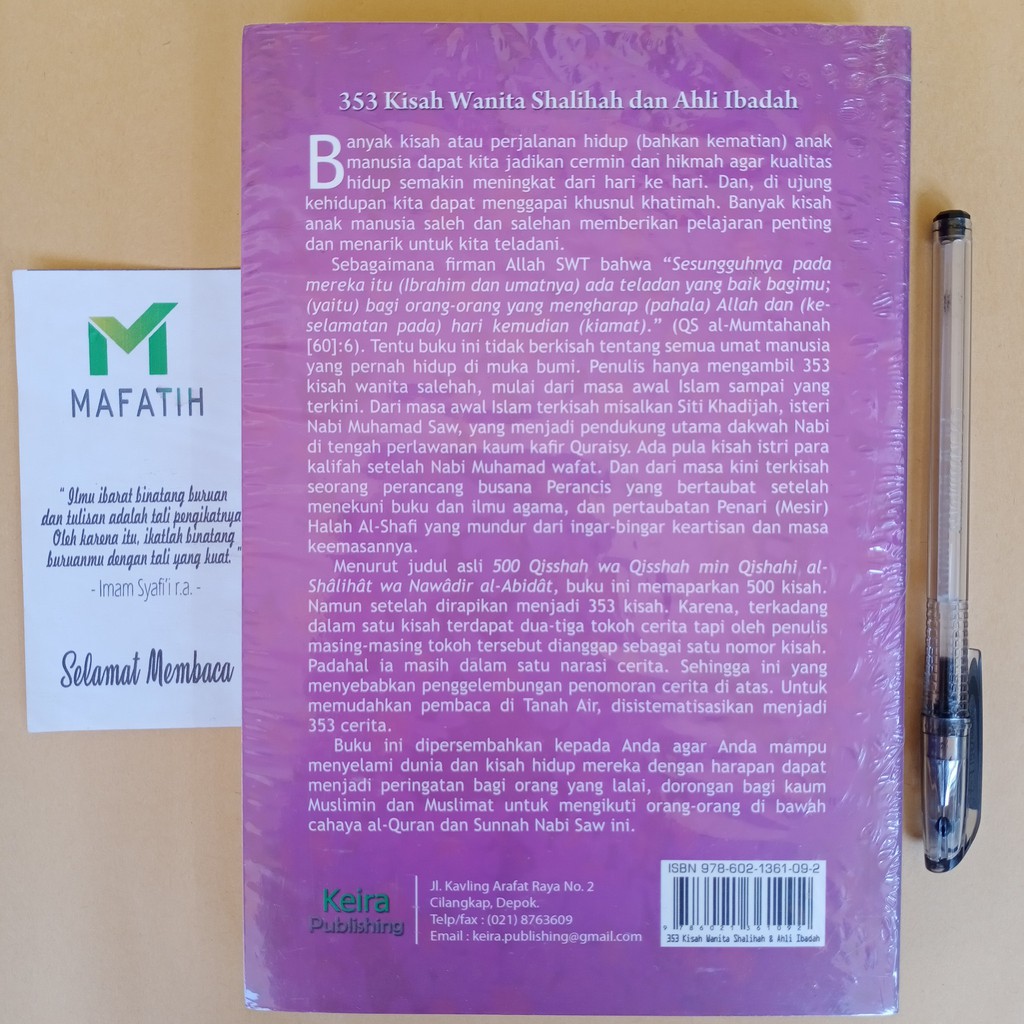 353 Kisah Wanita Shalihah dan Ahli Ibadah
Banyak kisah atau perjalanan hidup (bahkan kematian) anak
manusia dapat kita jadikan cermin dan hikmah agar kualitas
hidup semakin meningkat dari hari ke hari. Dan, di ujung
kehidupan kita dapat menggapai khusnul khatimah. Banyak kisah
anak manusia saleh dan salehan memberikan pelajaran penting
dan menarik untuk kita teladani.
Sebagaimana firman Allah SWT bahwa “Sesungguhnya pada
mereka itu (Ibrahim dan umatnya) ada teladan yang baik bagimu;
(yaitu) bagi orang-orang yang mengharap (pahala) Allah dan (ke-
selamatan pada) hari kemudian (kiamat).” (QS al-Mumtahanah
[60]:6). Tentu buku ini tidak berkisah tentang semua umat manusia
yang pernah hidup di muka bumi. Penulis hanya mengambil 353
kisah wanita salehah, mulai dari masa awal Islam sampai yang
terkini. Dari masa awal Islam terkisah misalkan Siti Khadijah, isteri
Nabi Muhamad Saw, yang menjadi pendukung utama dakwah Nabi
di tengah perlawanan kaum kafir Quraisy. Ada pula kisah istri para
kalifah setelah Nabi Muhamad wafat. Dan dari masa kini terkisah
seorang perancang busana Perancis yang bertaubat setelah
menekuni buku dan ilmu agama, dan pertaubatan Penari (Mesir)
Halah Al-Shafi yang mundur dari ingar-bingar keartisan dan masa
keemasannya.
Menurut judul asli 500 Qisshah wa Qisshah min Qishahi al-
Shâlihât wa Nawâdir al-Abidât, buku ini memaparkan 500 kisah.
Namun setelah dirapikan menjadi 353 kisah. Karena, terkadang
dalam satu kisah terdapat dua-tiga tokoh cerita tapi oleh penulis
masing-masing tokoh tersebut dianggap sebagai satu nomor kisah.
Padahal ia masih dalam satu narasi cerita. Sehingga ini yang
menyebabkan penggelembungan penomoran cerita di atas. Untuk
memudahkan pembaca di Tanah Air, disistematisasikan menjadi
353 cerita.
Buku ini dipersembahkan kepada Anda agar Anda mampu
menyelami dunia dan kisah hidup mereka dengan harapan dapat
menjadi peringatan bagi orang yang lalai, dorongan bagi kaum
Muslimin dan Muslimat untuk mengikuti orang-orang di bawah
cahaya al-Quran dan Sunnah Nabi Saw ini.
Keira
Publishing
Jl. Kavling Arafat Raya No. 2
Cilangkap, Depok.
Telp/fax : (021) 8763609
Email : keira.publishing@gmail.com
ISBN 978-602-1361-09-2
9 786021 361092
353 Kisah Wanita Shalihah & Ahli Ibadah
MAFATIH
“ Ilmu ibarat binatang buruan
dan tulisan adalah tali pengikatnya
Oleh karena itu, ikatlah binatang
buruanmu dengan tali yang kuat. ”
- Imam Syafi'i r.a. -
Selamat Membaca